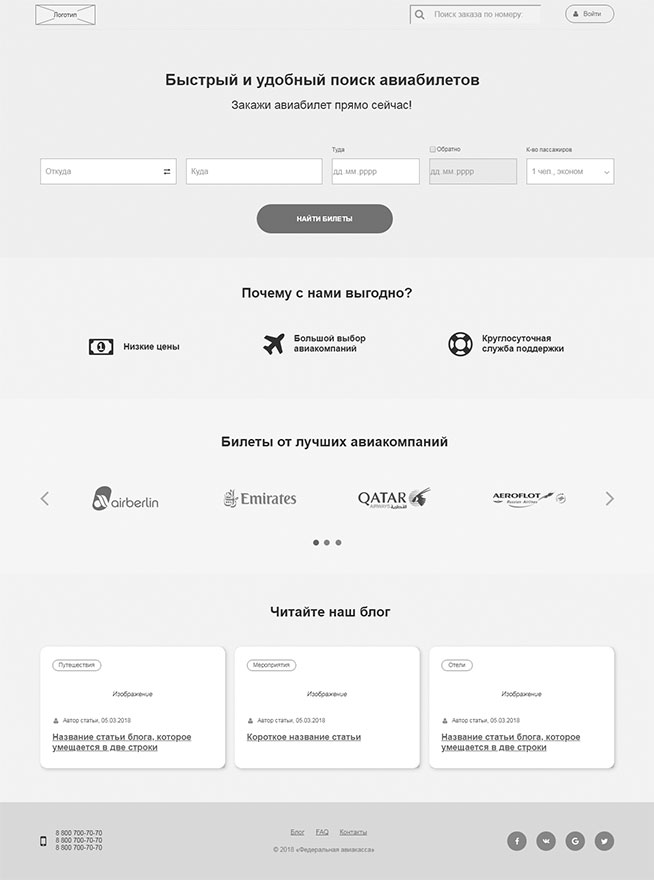 Логотип
Поиск заказа по номеру
Войти
Быстрый и удобный поиск авиабилетов
Закажи авиабилет прямо сейчас!
Туда
Обратно
К-во пассажиров
Откуда
Куда
дд.мм.рррр
дд.мм.рррр
1 чел., эконом
НАЙТИ БИЛЕТЫ
Почему с нами выгодно?
Низкие цены
Большой выбор
авиакомпаний
Круглосуточная
служба поддержки
Билеты от лучших авиакомпаний
airberlin
Emirates
QATAR
AIRWAYS القطرية
AEROFLOT
Russian Airlines
Читайте наш блог
Путешествия
Изображение
Автор статьи, 05.03.2018
Название статьи блога, которое
умещается в две строки
Мероприятия
Изображение
Автор статьи, 05.03.2018
Короткое название статьи
Отели
Изображение
Автор статьи, 05.03.2018
Название статьи блога, которое
умещается в две строки
8 800 700-70-70
8 800 700-70-70
8 800 700-70-70
Блог
FAQ
Контакты
© 2018 «Федеральная авиакасса»